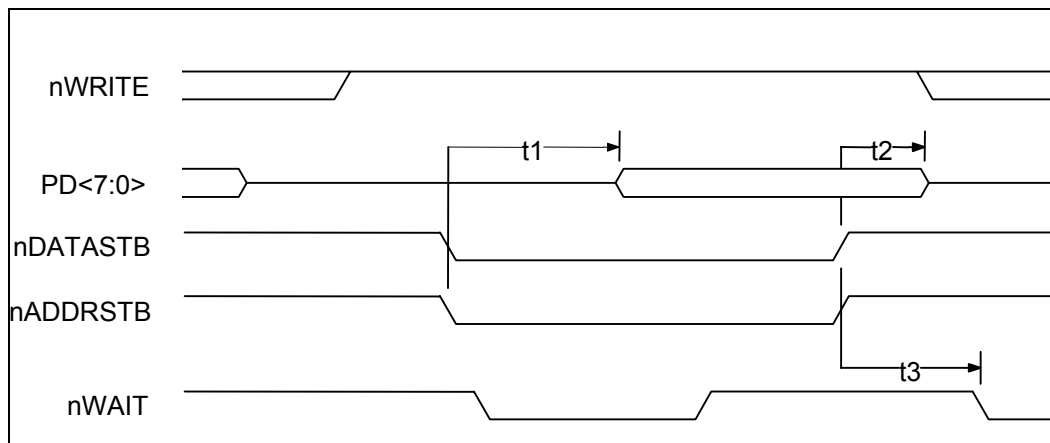 nWRITE
t1
t2
PD<7:0>
nDATASTB
nADDRSTB
t3
nWAIT